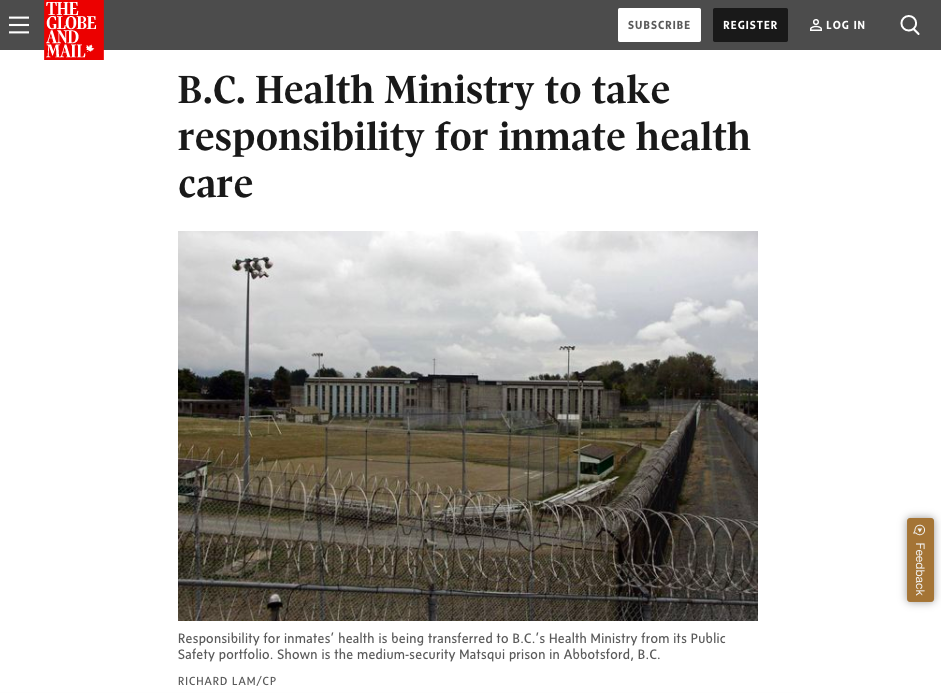 THE
GLOBE
AND
MAIL
SUBSCRIBE
REGISTER
LOG IN
B.C. Health Ministry to take
responsibility for inmate health
care
Feedback
Responsibility for inmates’ health is being transferred to B.C.’s Health Ministry from its Public
Safety portfolio. Shown is the medium-security Matsqui prison in Abbotsford, B.C.
RICHARD LAM/CP